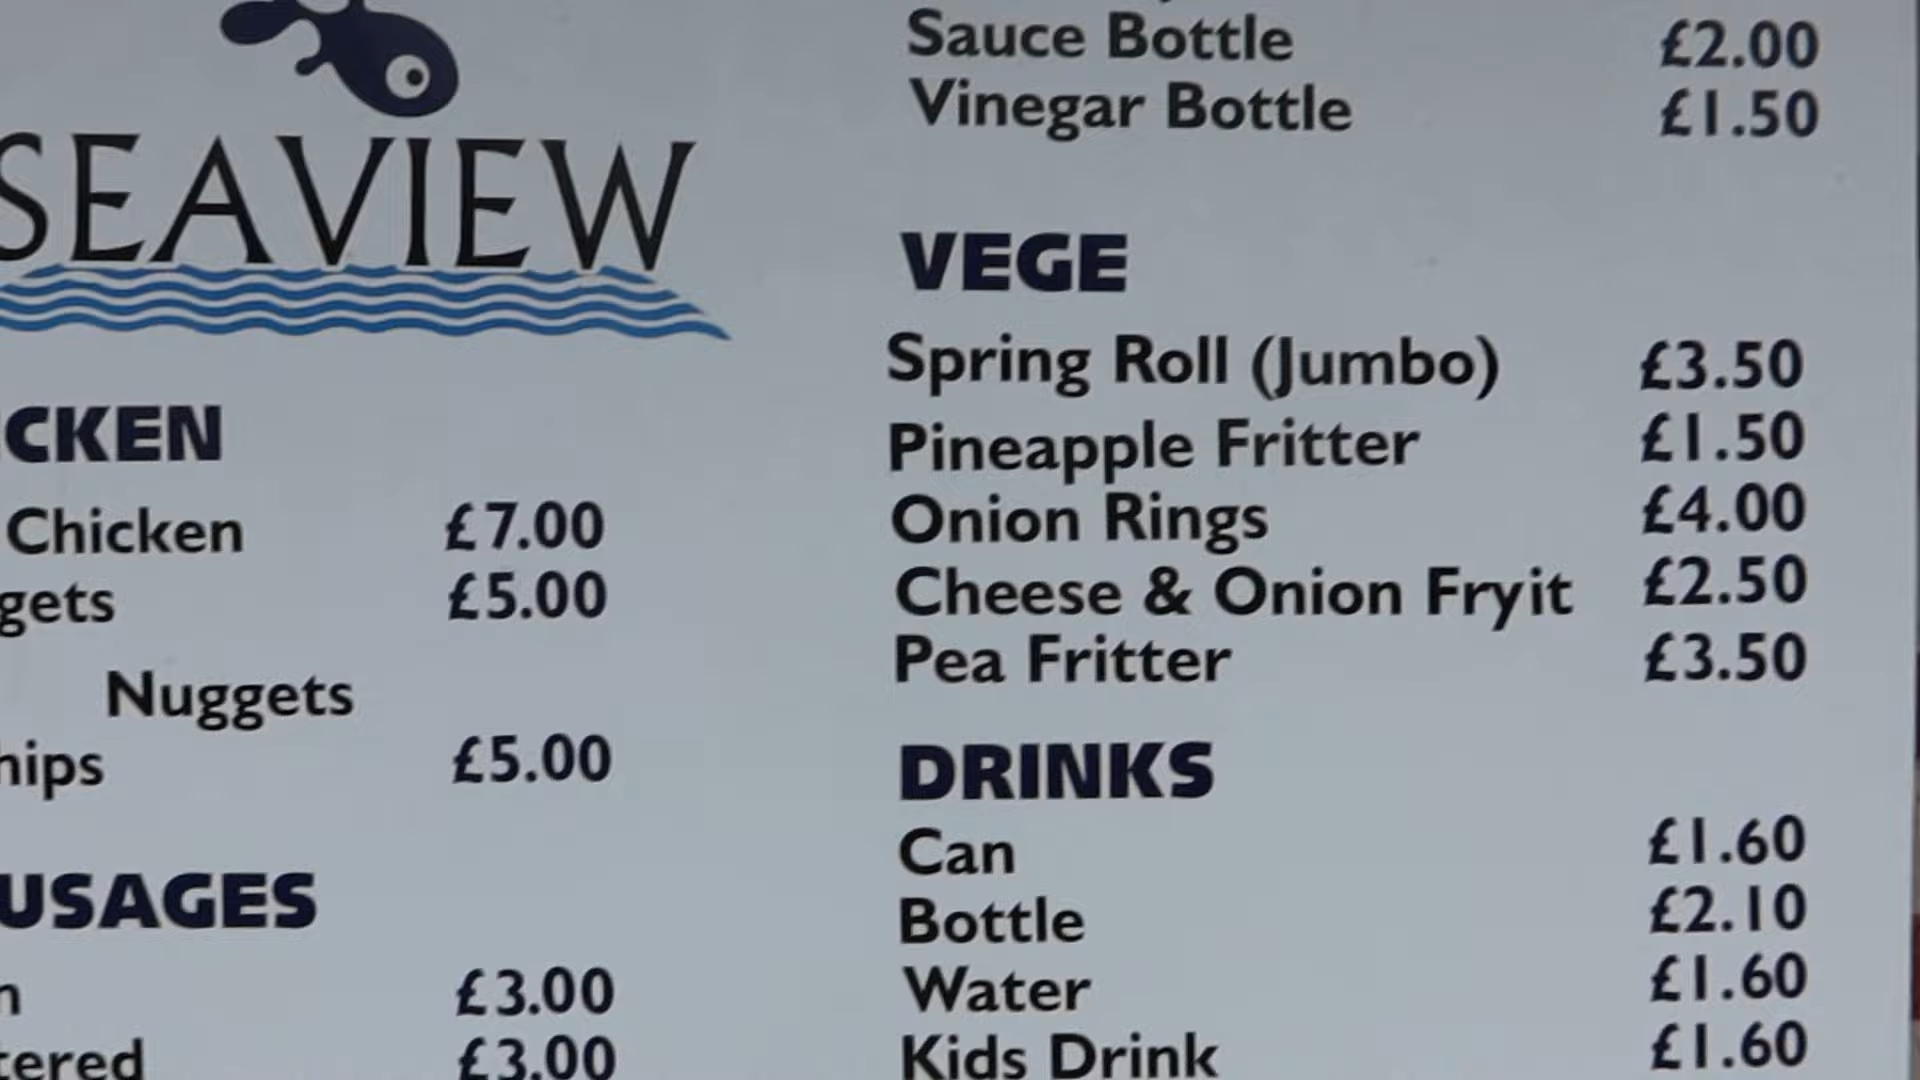 SEAVIEW
CKEN
Chicken £7.00
gets £5.00
Nuggets
hips £5.00
USAGES
£3.00
tered £3.00
Sauce Bottle £2.00
Vinegar Bottle £1.50
VEGE
Spring Roll (Jumbo) £3.50
Pineapple Fritter £1.50
Onion Rings £4.00
Cheese & Onion Fryit £2.50
Pea Fritter £3.50
DRINKS
Can £1.60
Bottle £2.10
Water £1.60
Kids Drink £1.60